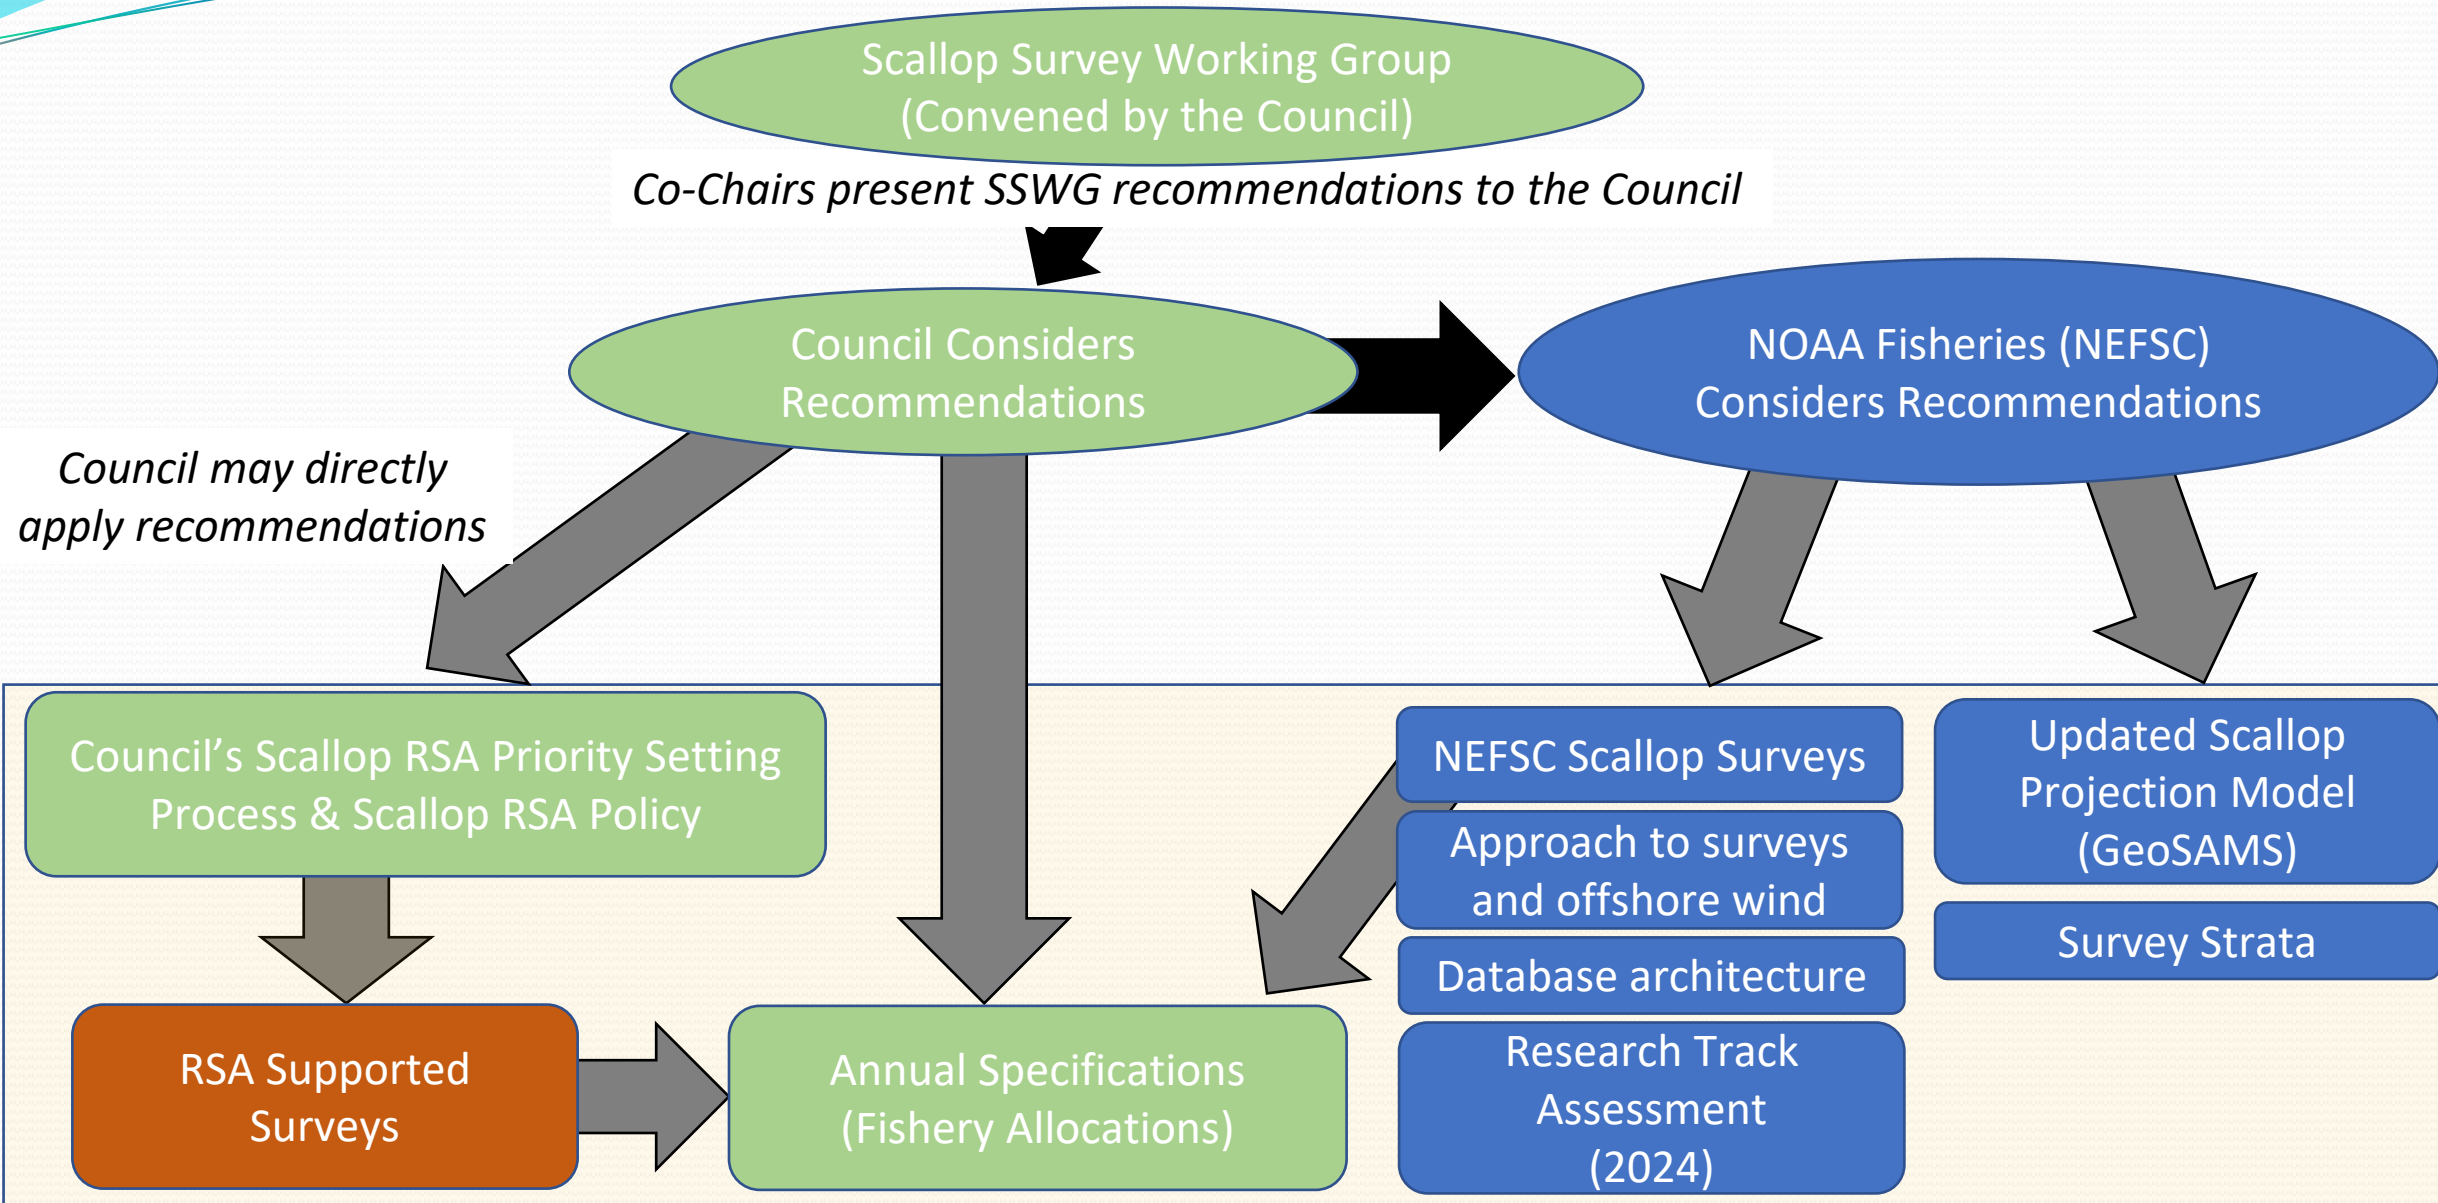 Scallop Survey Working Group
(Convened by the Council)
Co-Chairs present SSWG recommendations to the Council
Council Considers
Recommendations
NOAA Fisheries (NEFSC)
Considers Recommendations
Council may directly
apply recommendations
Council’s Scallop RSA Priority Setting
Process & Scallop RSA Policy
RSA Supported
Surveys
Annual Specifications
(Fishery Allocations)
NEFSC Scallop Surveys
Approach to surveys
and offshore wind
Database architecture
Research Track
Assessment
(2024)
Updated Scallop
Projection Model
(GeoSAMS)
Survey Strata